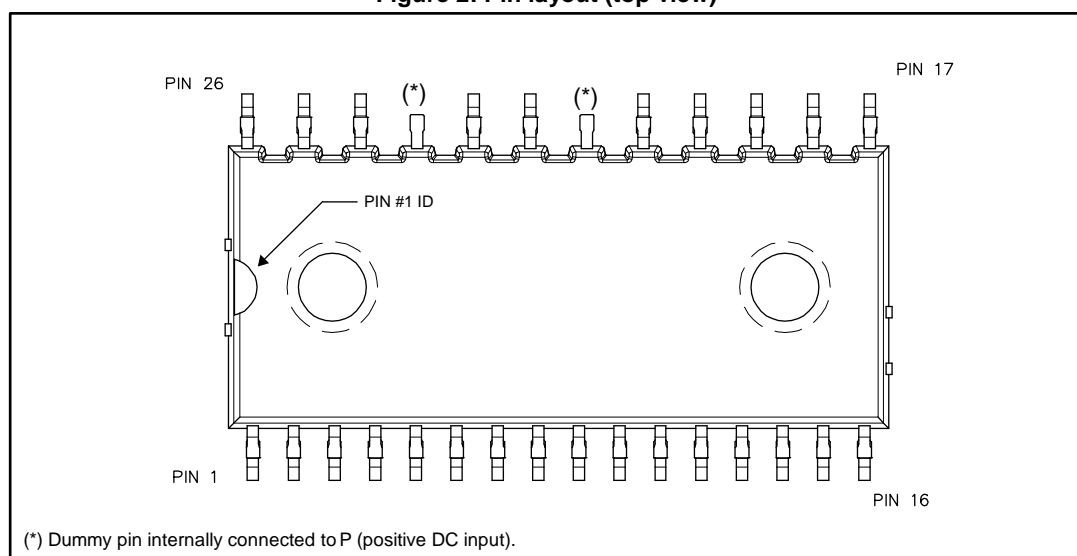 Figure 2. Pin layout (top view)
PIN 26
(*)
(*)
PIN 17
PIN #1 ID
PIN 1
PIN 16
(*) Dummy pin internally connected to P (positive DC input).